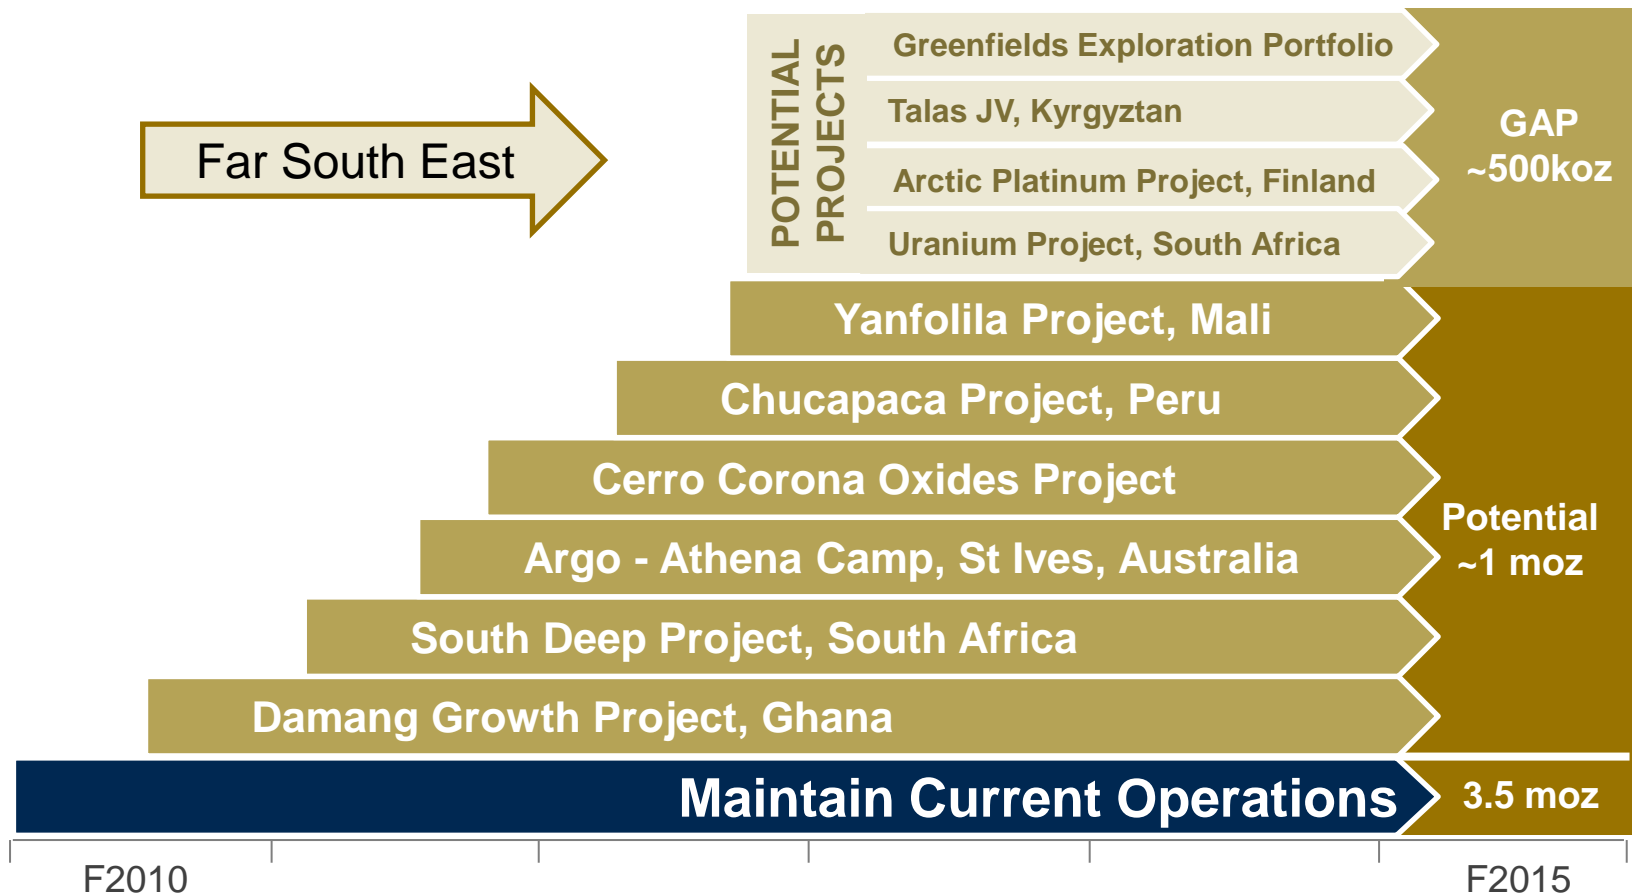 POTENTIAL
PROJECTS
Greenfields Exploration Portfolio
Talas JV, Kyrgyztan
Arctic Platinum Project, Finland
Uranium Project, South Africa
GAP
~500koz
Far South East
Yanfolila Project, Mali
Chucapaca Project, Peru
Cerro Corona Oxides Project
Argo - Athena Camp, St Ives, Australia
South Deep Project, South Africa
Damang Growth Project, Ghana
Potential
~1 moz
Maintain Current Operations
3.5 moz
F2010
F2015